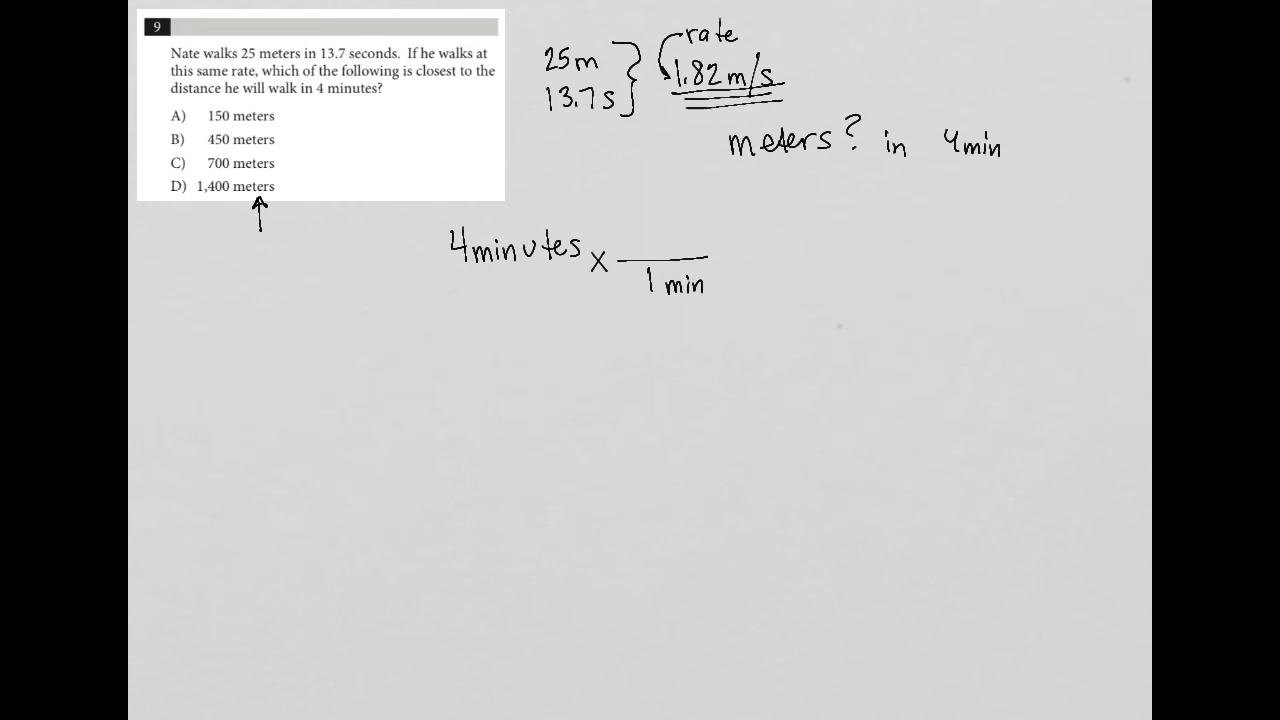 9
Nate walks 25 meters in 13.7 seconds. If he walks at
this same rate, which of the following is closest to the
distance he will walk in 4 minutes?
A) 150 meters
B) 450 meters
C) 700 meters
D) 1,400 meters
25m
13.7s
rate
1.82m/s
meters? in 4min
4minutes x
1 min